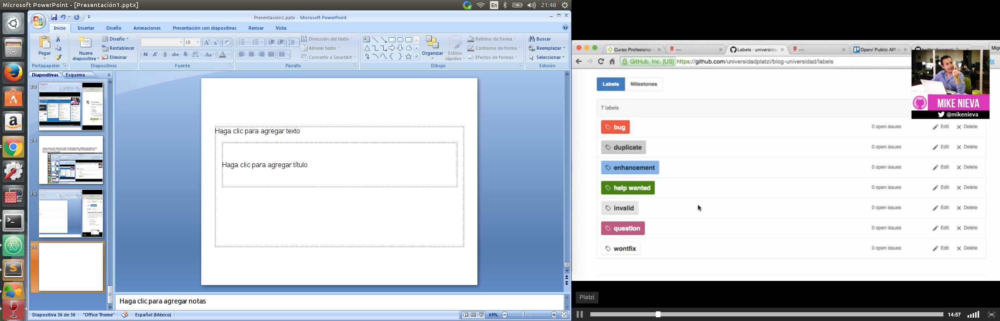 Microsoft PowerPoint - [Presentación1.pptx]
En
21:48
Presentación1.pptx - Microsoft PowerPoint
Inicio
Insertar
Diseño
Animaciones
Presentación con diapositivas
Revisar
Vista
Pegar
Portapapeles
Nueva diapositiva
Diseño
Restablecer
Eliminar
Diapositivas
18
N K S abc S AV Aa A
Fuente
Dirección del texto
Alinear texto
Convertir a SmartArt
Párrafo
Organizar
Estilos rápidos
Relleno de forma
Contorno de forma
Efectos de formas
Dibujo
Buscar
Reemplazar
Seleccionar
Edición
Diapositivas
Esquema
33
34
35
36
Haga clic para agregar texto
Haga clic para agregar título
Haga clic para agregar notas
Diapositiva 36 de 36
"Office Theme"
Español (México)
69%
Curso Profesional
---
Labels · universida
---
Open/ Public API
Migu
GitHub, Inc. [US] https://github.com/universidadplatzi/blog-universidad/labels
MIKE NIEVA
@mikenieva
Labels
Milestones
7 labels
bug 0 open issues Edit Delete
duplicate 0 open issues Edit Delete
enhancement 0 open issues Edit Delete
help wanted 0 open issues Edit Delete
invalid 0 open issues Edit Delete
question 0 open issues Edit Delete
wontfix 0 open issues Edit Delete
Platzi
14:57